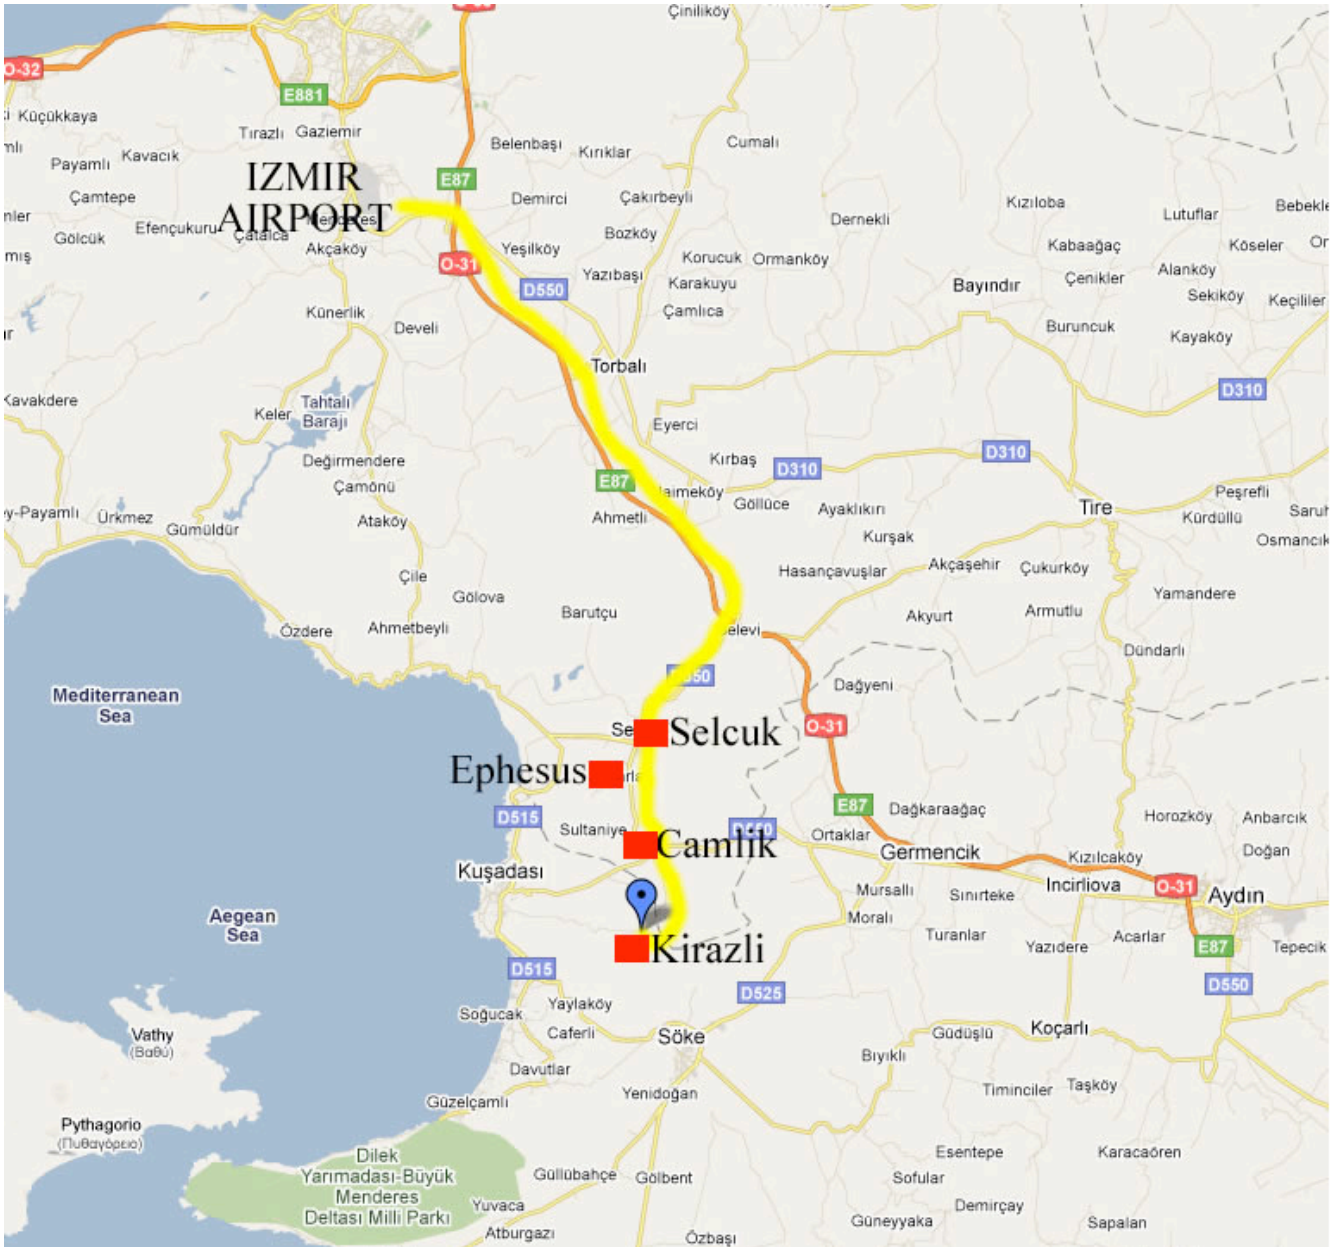 Çiniliköy
O-32
E881
Küçükkaya
Tırazlı
Gaziemir
Belenbaşı
Kırıklar
Cumalı
Payamlı
Kavacık
IZMIR
AIRPORT
E87
Çamtepe
Demirci
Çakırbeyli
Kızıloba
Lutuflar
Efençukuru
Çatalca
Gölcük
Bozköy
Dernekli
Akçaköy
Yeşilköy
Korucuk
Ormanköy
Kabaağaç
Köseler
O-31
Yazıbaşı
Karakuyu
Çenikler
Alanköy
D550
Bayındır
Sekiköy
Keçililer
Künerlik
Develi
Çamlıca
Buruncuk
Kayaköy
Torbalı
D310
Kavakdere
Tahtalı
Barajı
Keler
Eyerci
Değirmendere
Kırbaş
D310
D310
Çamönü
E87
Göllüce
Peşrefli
Ürkmez
Gümüldür
Ataköy
Ahmetli
Ayaklıkırı
Tire
Kürdüllü
Kurşak
Osmancık
Çile
Hasançavuşlar
Akçaşehir
Çukurköy
Gölova
Barutçu
Akyurt
Armutlu
Yamandere
Özdere
Ahmetbeyli
Dündarlı
Mediterranean
Sea
Dağyeni
Selcuk
O-31
Ephesus
D515
Sultaniye
Camlik
D550
E87
Dağkaraağaç
Horozköy
Anbarcık
Ortaklar
Germencik
Kızılcaköy
Doğan
Kuşadası
Mursallı
Sınırteke
Incirliova
O-31
Aydın
Aegean
Sea
Moralı
Turanlar
Yazıdere
Acarlar
E87
Tepecik
Kirazli
D515
D525
D550
Soğucak
Yaylaköy
Caferli
Söke
Güdüşlü
Koçarlı
Vathy
(Βαθύ)
Davutlar
Bıyıklı
Güzelçamlı
Yenidoğan
Timinciler
Taşköy
Pythagorio
(Πυθαγόρειο)
Dilek
Yarımadası-Büyük
Menderes
Deltası Milli Parkı
Esentepe
Karacaören
Güllübahçe
Gölbent
Sofular
Yuvaca
Demirçay
Atburgazı
Özbaşı
Güneyyaka
Sapalan